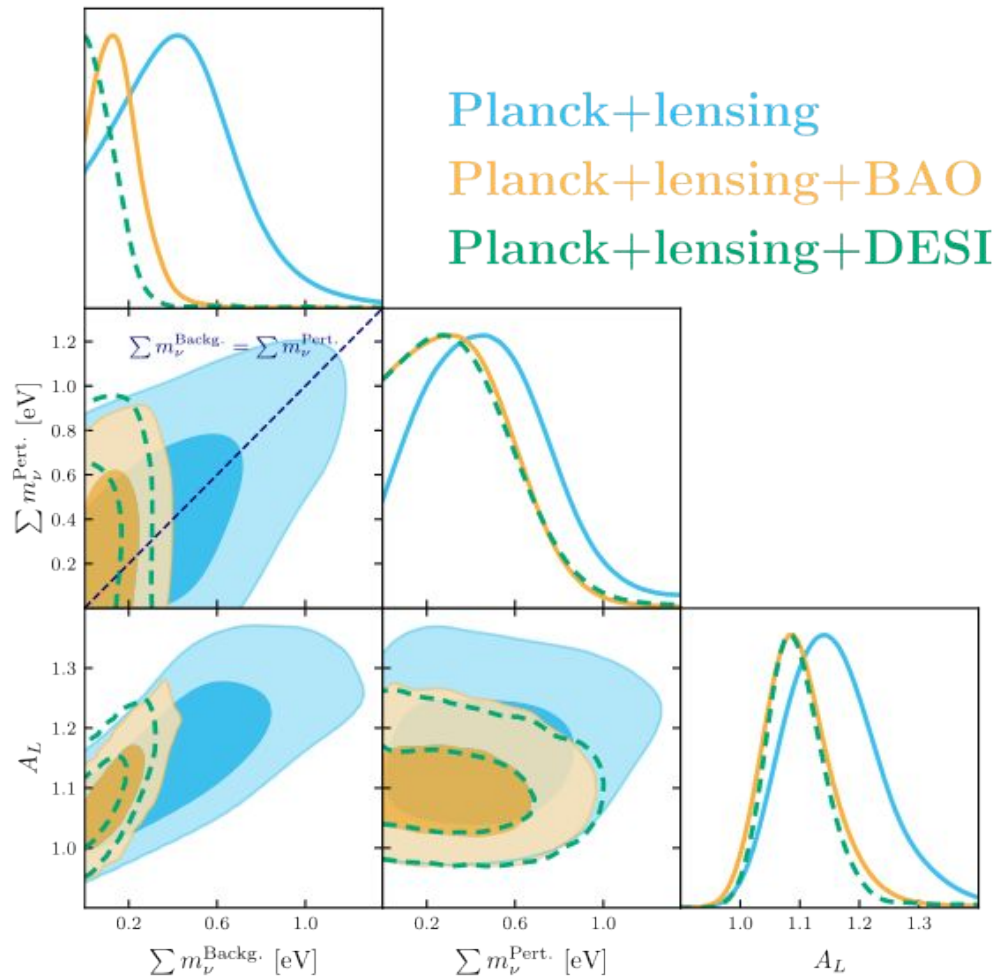 Planck+lensing
Planck+lensing+BAO
Planck+lensing+DESI
∑ m_ν^Backg. = ∑ m_ν^Pert.
1.2
1.0
0.8
0.6
0.4
0.2
∑ m_ν^Pert. [eV]
1.3
1.2
1.1
1.0
A_L
0.2 0.6 1.0
0.2 0.6 1.0
1.0 1.1 1.2 1.3
∑ m_ν^Backg. [eV]
∑ m_ν^Pert. [eV]
A_L